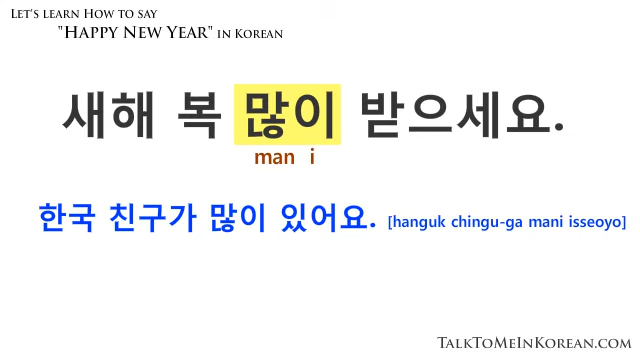 Let's learn How to say
"Happy New Year" in Korean
새해 복 많이 받으세요.
man i
한국 친구가 많이 있어요. [hanguk chingu-ga mani isseoyo]
TalkToMeInKorean.com